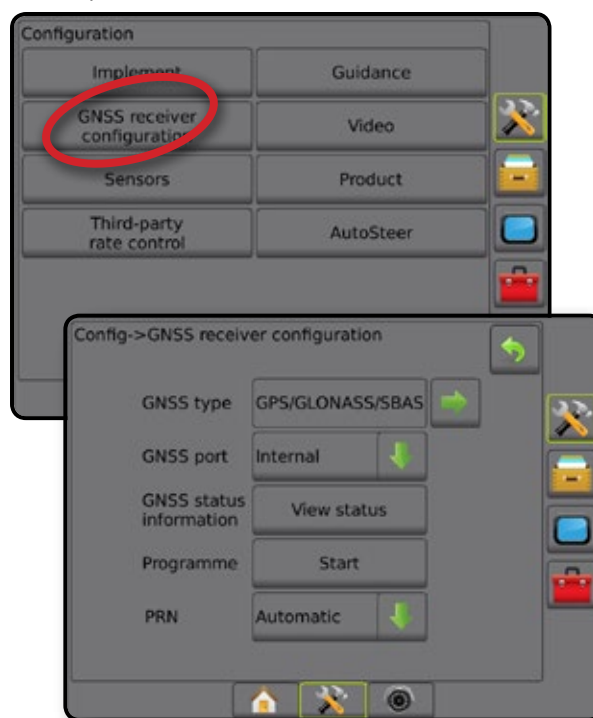 Configuration
Implement
Guidance
GNSS receiver
configuration
Video
Sensors
Product
Third-party
rate control
AutoSteer
Config->GNSS receiver configuration
GNSS type
GPS/GLONASS/SBAS
GNSS port
Internal
GNSS status
information
View status
Programme
Start
PRN
Automatic